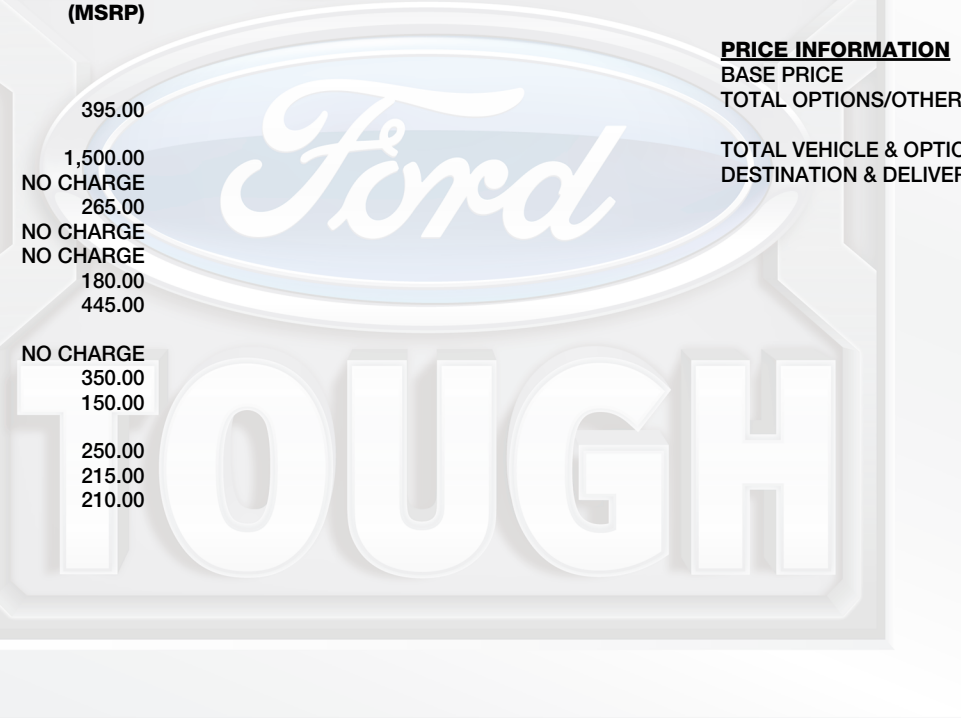 (MSRP)
395.00
1,500.00
NO CHARGE
265.00
NO CHARGE
NO CHARGE
180.00
445.00
NO CHARGE
350.00
150.00
250.00
215.00
210.00
PRICE INFORMATION
BASE PRICE
TOTAL OPTIONS/OTHER
TOTAL VEHICLE & OPTIO
DESTINATION & DELIVER
Ford
TOUGH